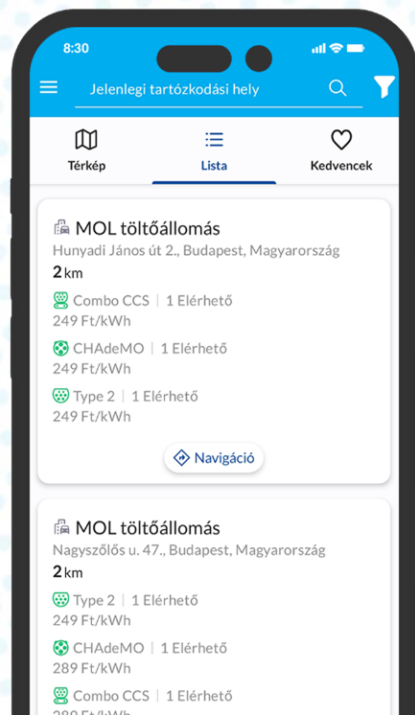 8:30
Jelenlegi tartózkodási hely
Térkép
Lista
Kedvencek
MOL töltőállomás
Hunyadi János út 2., Budapest, Magyarország
2 km
Combo CCS | 1 Elérhető
249 Ft/kWh
CHAdeMO | 1 Elérhető
249 Ft/kWh
Type 2 | 1 Elérhető
249 Ft/kWh
Navigáció
MOL töltőállomás
Nagyszőlős u. 47., Budapest, Magyarország
2 km
Type 2 | 1 Elérhető
249 Ft/kWh
CHAdeMO | 1 Elérhető
289 Ft/kWh
Combo CCS | 1 Elérhető
289 Ft/kWh